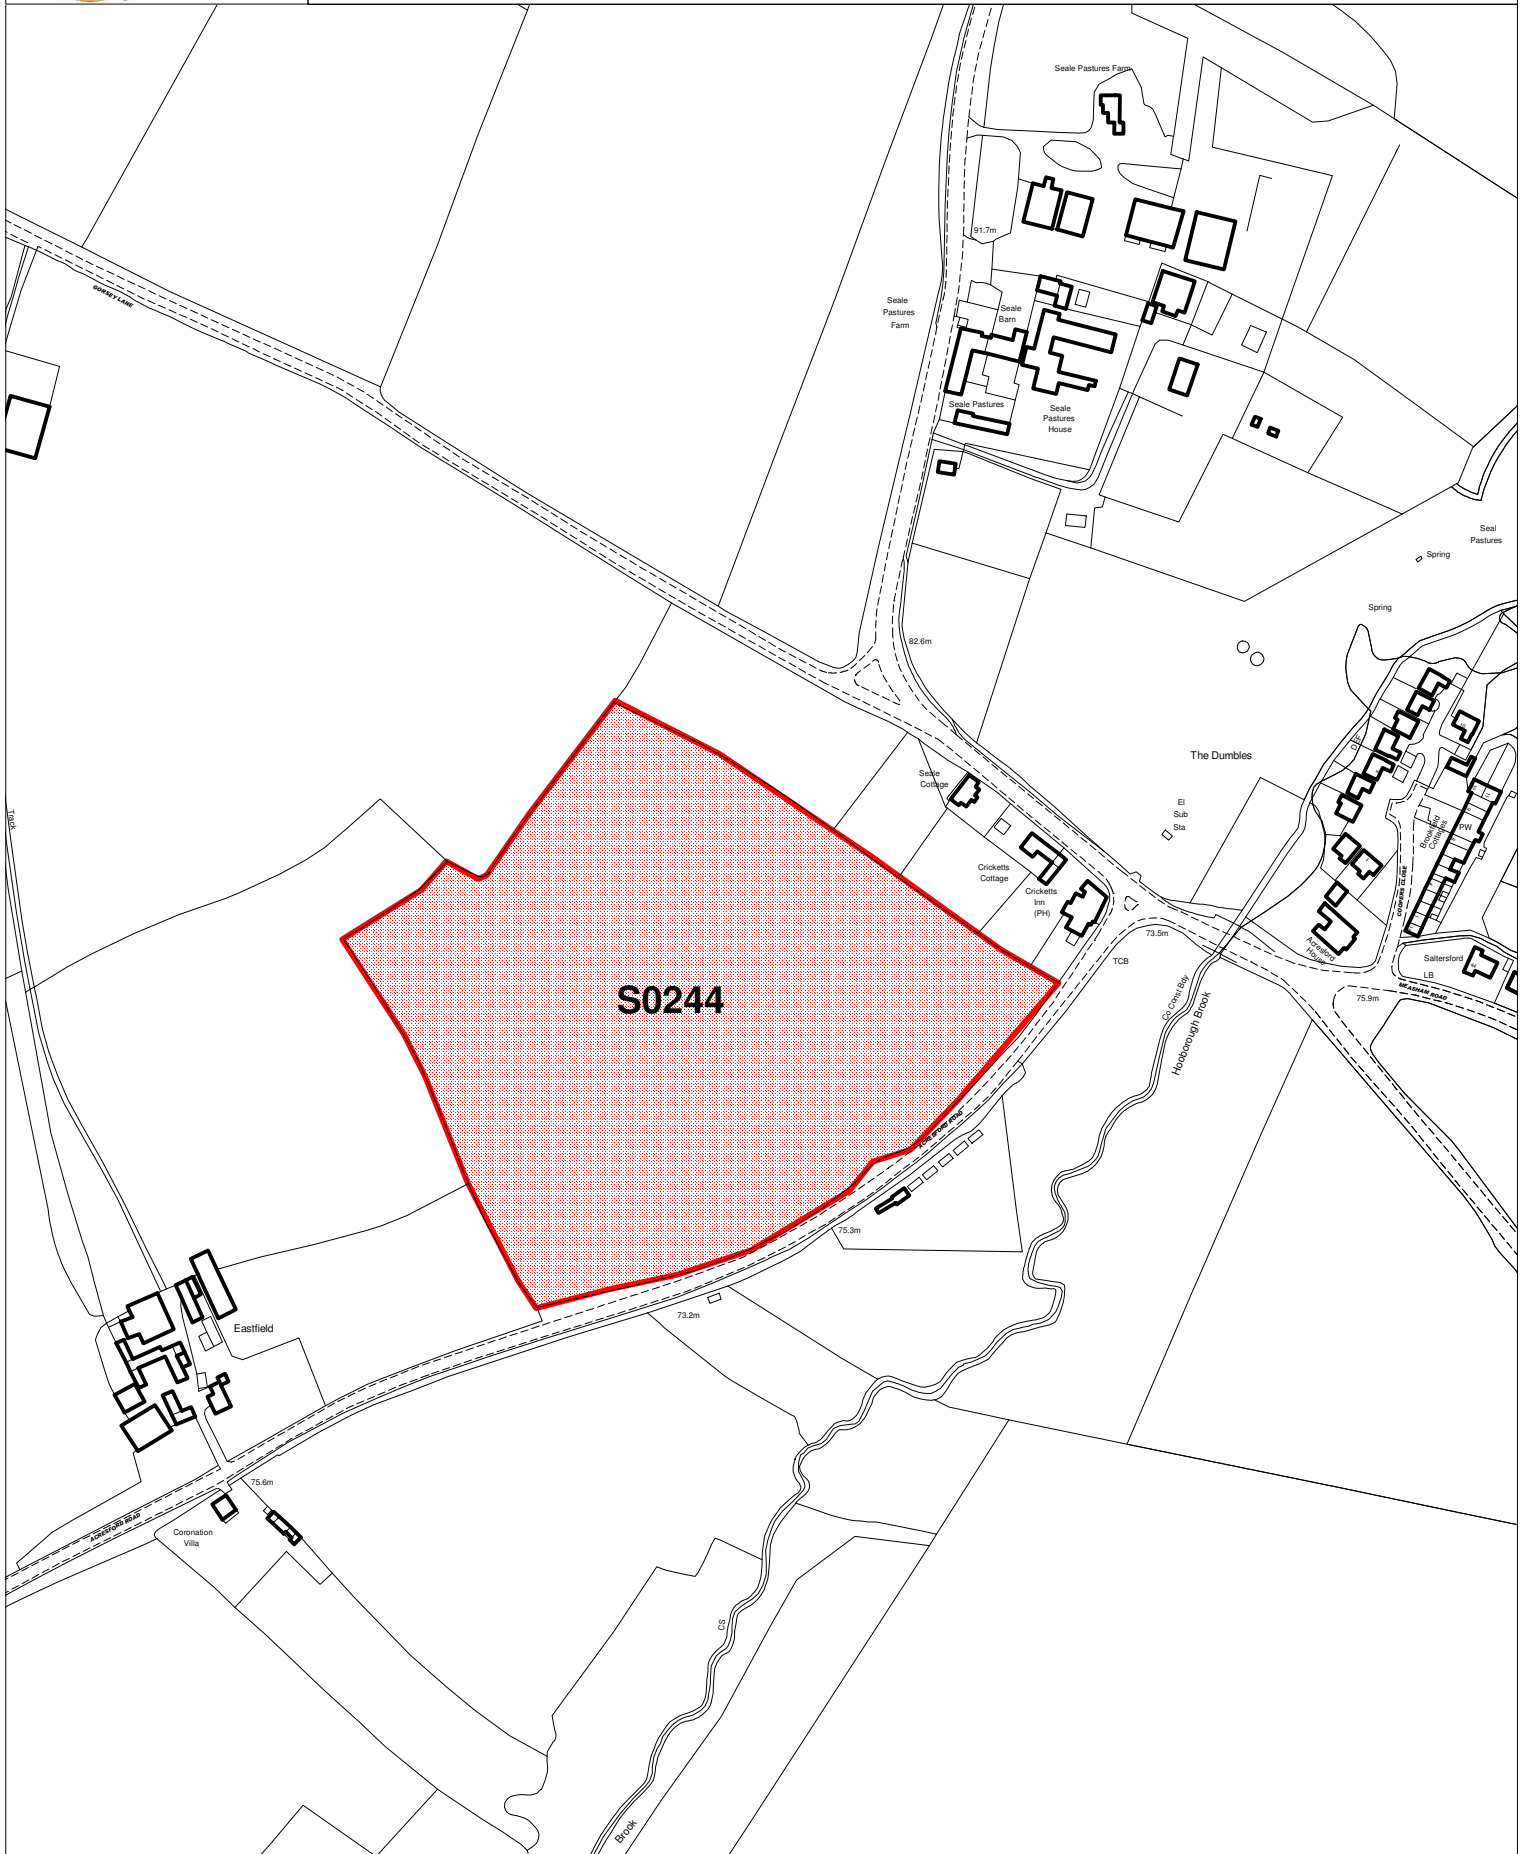 Seale Pastures Farm
91.7m
GORSEY LANE
Seale
Pastures
Farm
Seale
Barn
Seale Pastures
Seale
Pastures
House
Seal
Pastures
Spring
Spring
82.6m
The Dumbles
Seale
Cottage
El
Sub
Sta
Track
Brookfield
Cottages
PW
Cricketts
Cottage
Cricketts
Inn
(PH)
COOPERS CLOSE
73.5m
TCB
Acresford
House
Saltersford
44
LB
MEASHAM ROAD
75.9m
Co Const Bdy
Hooborough Brook
S0244
ACRESFORD ROAD
75.3m
73.2m
Eastfield
75.6m
ACRESFORD ROAD
Coronation
Villa
CS
Brook